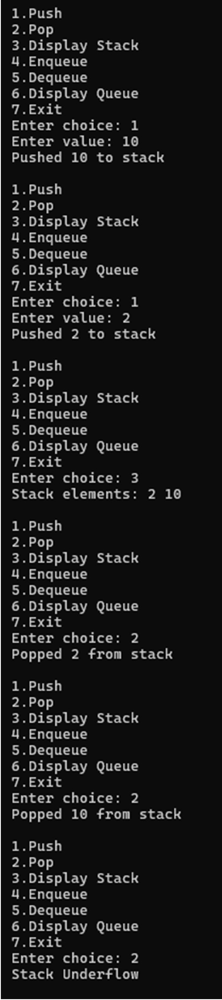 1.Push
2.Pop
3.Display Stack
4.Enqueue
5.Dequeue
6.Display Queue
7.Exit
Enter choice: 1
Enter value: 10
Pushed 10 to stack

1.Push
2.Pop
3.Display Stack
4.Enqueue
5.Dequeue
6.Display Queue
7.Exit
Enter choice: 1
Enter value: 2
Pushed 2 to stack

1.Push
2.Pop
3.Display Stack
4.Enqueue
5.Dequeue
6.Display Queue
7.Exit
Enter choice: 3
Stack elements: 2 10

1.Push
2.Pop
3.Display Stack
4.Enqueue
5.Dequeue
6.Display Queue
7.Exit
Enter choice: 2
Popped 2 from stack

1.Push
2.Pop
3.Display Stack
4.Enqueue
5.Dequeue
6.Display Queue
7.Exit
Enter choice: 2
Popped 10 from stack

1.Push
2.Pop
3.Display Stack
4.Enqueue
5.Dequeue
6.Display Queue
7.Exit
Enter choice: 2
Stack Underflow